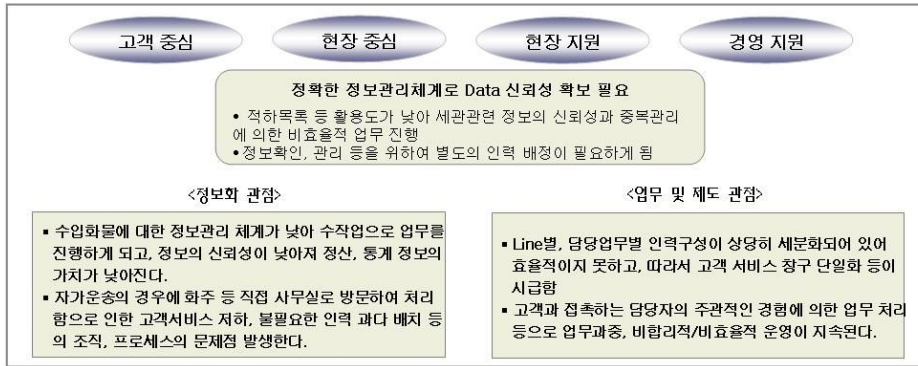 고객 중심
현장 중심
현장 지원
경영 지원
정확한 정보관리체계로 Data 신뢰성 확보 필요
• 적하목록 등 활용도가 낮아 세관관련 정보의 신뢰성과 중복관리
에 의한 비효율적 업무 진행
•정보확인, 관리 등을 위하여 별도의 인력 배정이 필요하게 됨
<정보화 관점>
▪ 수입화물에 대한 정보관리 체계가 낮아 수작업으로 업무를
진행하게 되고, 정보의 신뢰성이 낮아져 정산, 통계 정보의
가치가 낮아진다.
▪ 자가운송의 경우에 화주 등 직접 사무실로 방문하여 처리
함으로 인한 고객서비스 저하, 불필요한 인력 과다 배치 등
의 조직, 프로세스의 문제점 발생한다.
<업무 및 제도 관점>
▪ Line별, 담당업무별 인력구성이 상당히 세분화되어 있어
효율적이지 못하고, 따라서 고객 서비스 창구 단일화 등이
시급함
▪ 고객과 접촉하는 담당자의 주관적인 경험에 의한 업무 처리
등으로 업무과중, 비합리적/비효율적 운영이 지속된다.